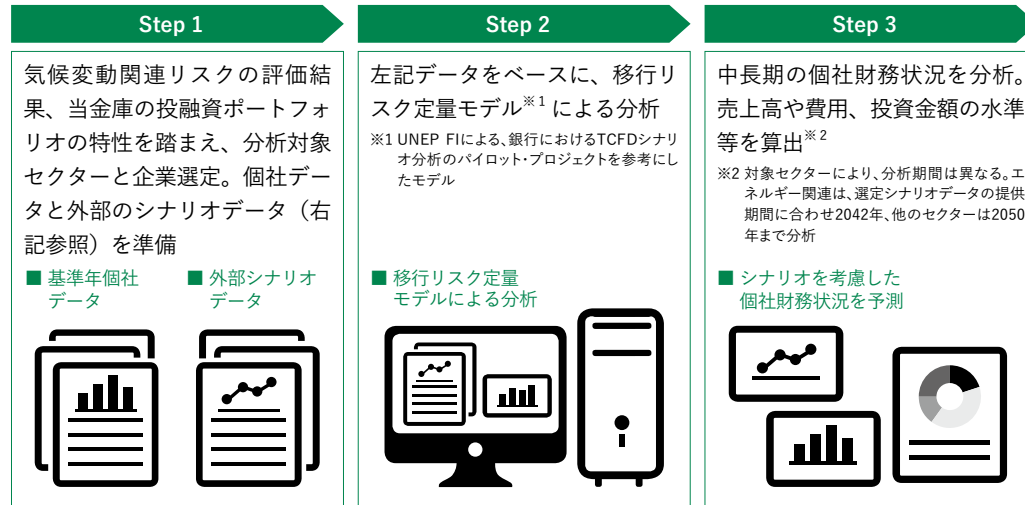 Step 1
気候変動関連リスクの評価結
果、当金庫の投融資ポートフォ
リオの特性を踏まえ、分析対象
セクターと企業選定。個社デー
タと外部のシナリオデータ（右
記参照）を準備
■ 基準年個社
データ
■ 外部シナリオ
データ
Step 2
左記データをベースに、移行リ
スク定量モデル※1 による分析
※1 UNEP FIによる、銀行におけるTCFDシナリ
オ分析のパイロット・プロジェクトを参考にし
たモデル
■ 移行リスク定量
モデルによる分析
Step 3
中長期の個社財務状況を分析。
売上高や費用、投資金額の水準
等を算出※2
※2 対象セクターにより、分析期間は異なる。エ
ネルギー関連は、選定シナリオデータの提供
期間に合わせ2042年、他のセクターは2050
年まで分析
■ シナリオを考慮した
個社財務状況を予測